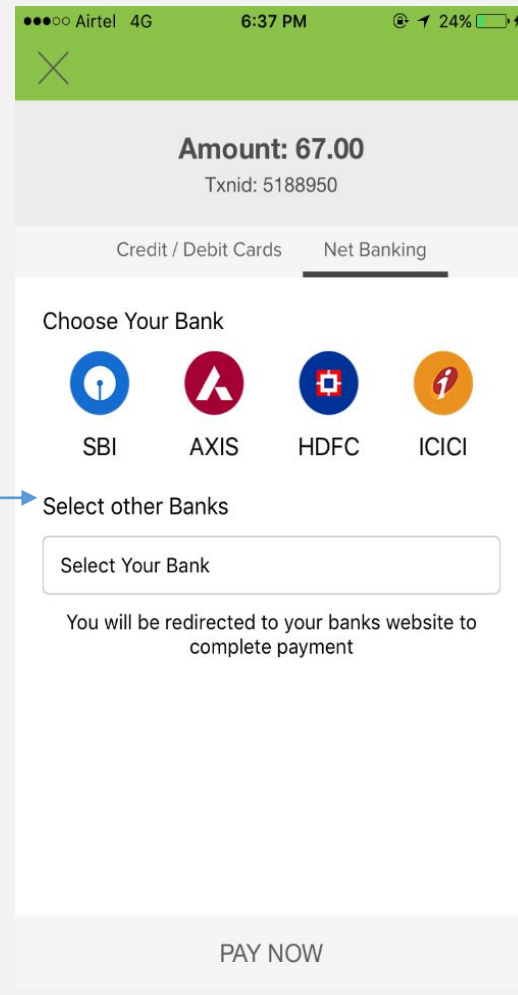 Airtel 4G 6:37 PM 24%
Amount: 67.00
Txnid: 5188950
Credit / Debit Cards Net Banking
Choose Your Bank
SBI AXIS HDFC ICICI
Select other Banks
Select Your Bank
You will be redirected to your banks website to
complete payment
PAY NOW